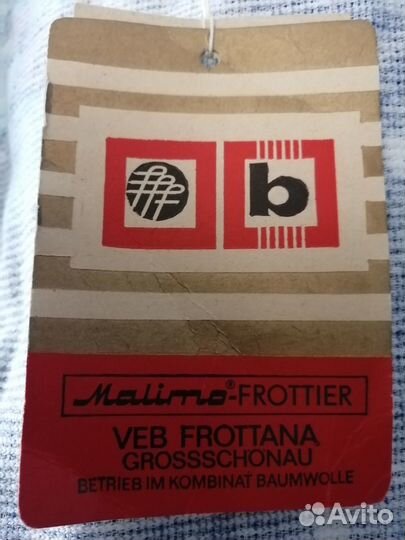 b
Malimo®-FROTTIER
VEB FROTTANA
GROSSSCHÖNAU
BETRIEB IM KOMBINAT BAUMWOLLE
Avito